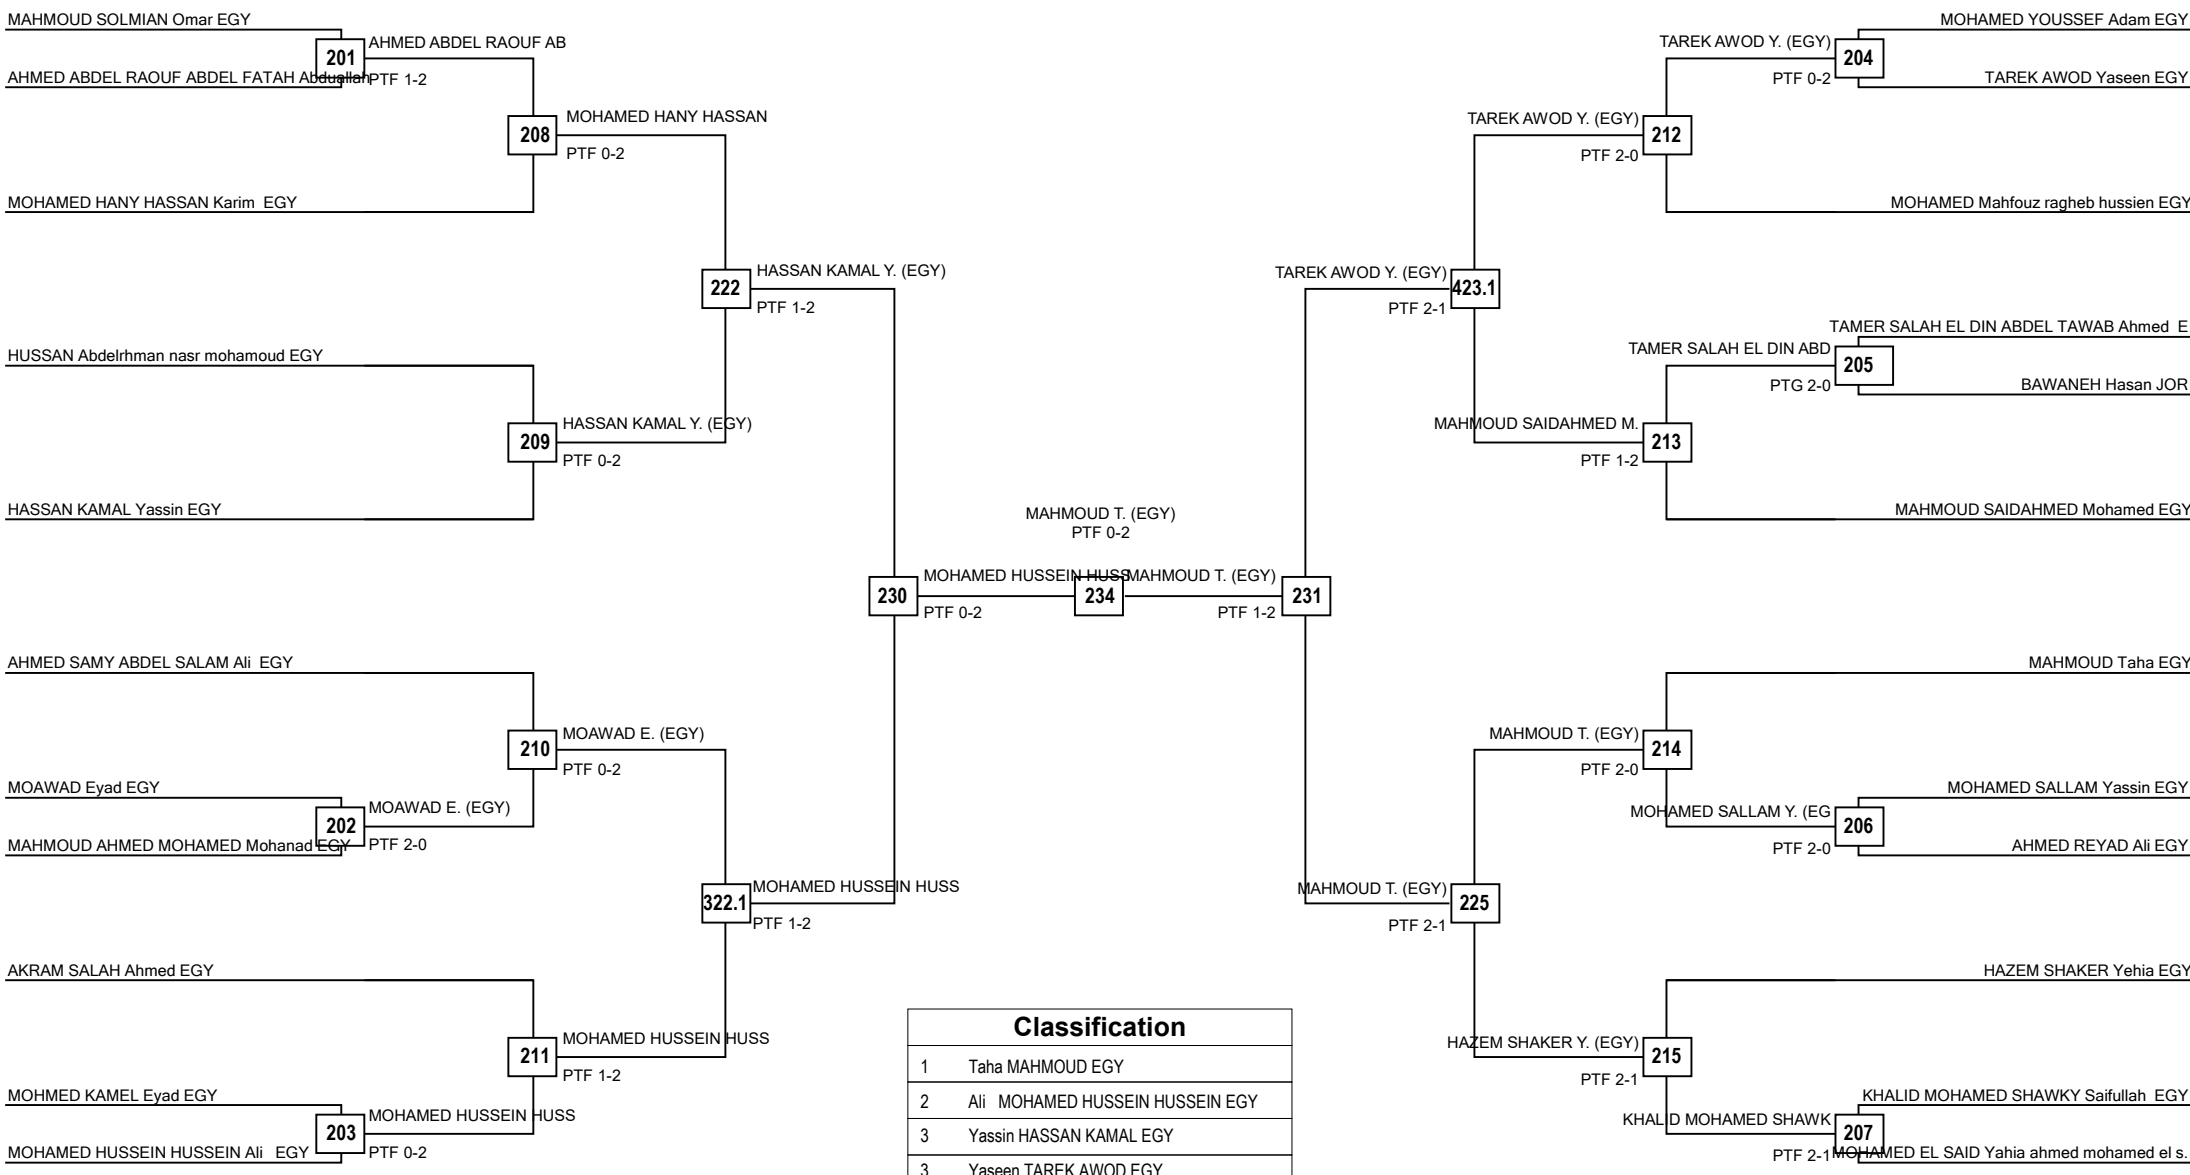 MAHMOUD SOLMIAN Omar EGY
201
AHMED ABDEL RAOUF AB
AHMED ABDEL RAOUF ABDEL FATAH Abduallah
PTF 1-2
208
MOHAMED HANY HASSAN
PTF 0-2
MOHAMED HANY HASSAN Karim EGY
222
HASSAN KAMAL Y. (EGY)
PTF 1-2
HUSSAN Abdelrhman nasr mohamoud EGY
209
HASSAN KAMAL Y. (EGY)
PTF 0-2
HASSAN KAMAL Yassin EGY
230
MOHAMED HUSSEIN HUSS
PTF 0-2
AHMED SAMY ABDEL SALAM Ali EGY
210
MOAWAD E. (EGY)
PTF 0-2
MOAWAD Eyad EGY
202
MOAWAD E. (EGY)
MAHMOUD AHMED MOHAMED Mohanad EGY
PTF 2-0
322.1
MOHAMED HUSSEIN HUSS
PTF 1-2
AKRAM SALAH Ahmed EGY
211
MOHAMED HUSSEIN HUSS
PTF 1-2
MOHMED KAMEL Eyad EGY
203
MOHAMED HUSSEIN HUSS
MOHAMED HUSSEIN HUSSEIN Ali EGY
PTF 0-2
MAHMOUD T. (EGY)
PTF 0-2
234
MAHMOUD T. (EGY)
231
PTF 1-2
MOHAMED YOUSSEF Adam EGY
TAREK AWOD Y. (EGY)
204
PTF 0-2
TAREK AWOD Yaseen EGY
TAREK AWOD Y. (EGY)
212
PTF 2-0
MOHAMED Mahfouz ragheb hussien EGY
TAREK AWOD Y. (EGY)
423.1
PTF 2-1
TAMER SALAH EL DIN ABDEL TAWAB Ahmed E
TAMER SALAH EL DIN ABD
205
PTG 2-0
BAWANEH Hasan JOR
MAHMOUD SAIDAHMED M.
213
PTF 1-2
MAHMOUD SAIDAHMED Mohamed EGY
MAHMOUD Taha EGY
MAHMOUD T. (EGY)
214
PTF 2-0
MOHAMED SALLAM Yassin EGY
MOHAMED SALLAM Y. (EG
206
PTF 2-0
AHMED REYAD Ali EGY
MAHMOUD T. (EGY)
225
PTF 2-1
HAZEM SHAKER Yehia EGY
HAZEM SHAKER Y. (EGY)
215
PTF 2-1
KHALID MOHAMED SHAWKY Saifullah EGY
KHALID MOHAMED SHAWK
207
PTF 2-1
MOHAMED EL SAID Yahia ahmed mohamed el s.
Classification
1 Taha MAHMOUD EGY
2 Ali MOHAMED HUSSEIN HUSSEIN EGY
3 Yassin HASSAN KAMAL EGY
3 Yaseen TAREK AWOD EGY